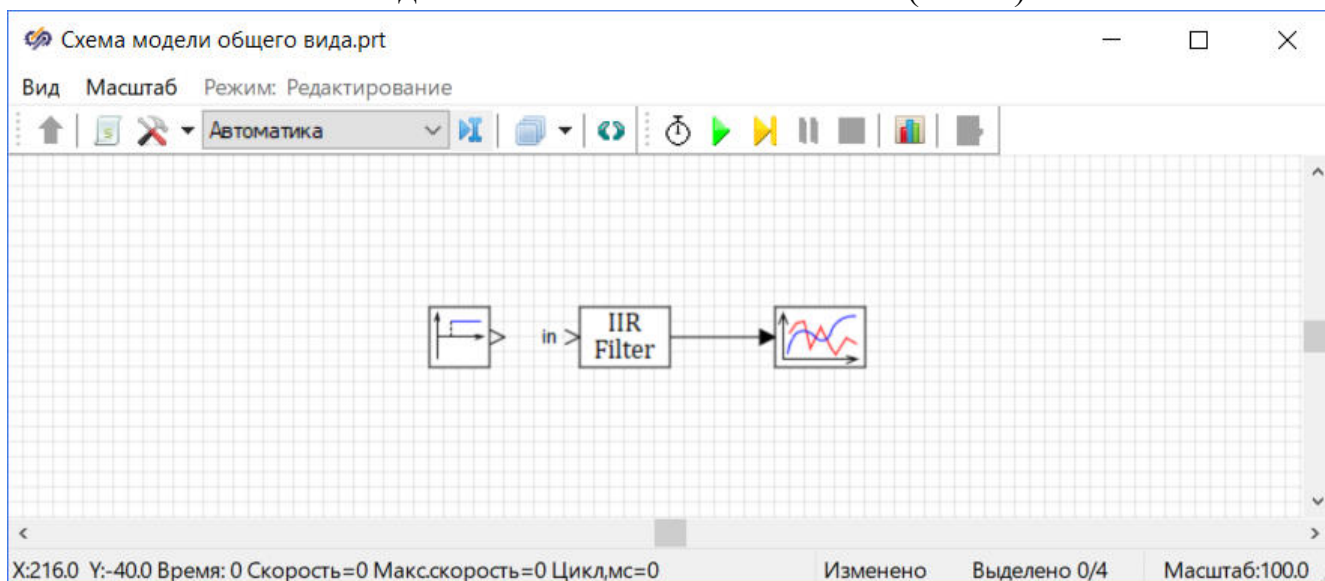 Схема модели общего вида.prt
Вид Масштаб Режим: Редактирование
Автоматика
in
IIR
Filter
X:216.0 Y:-40.0 Время: 0 Скорость=0 Макс.скорость=0 Цикл,мс=0 Изменено Выделено 0/4 Масштаб:100.0